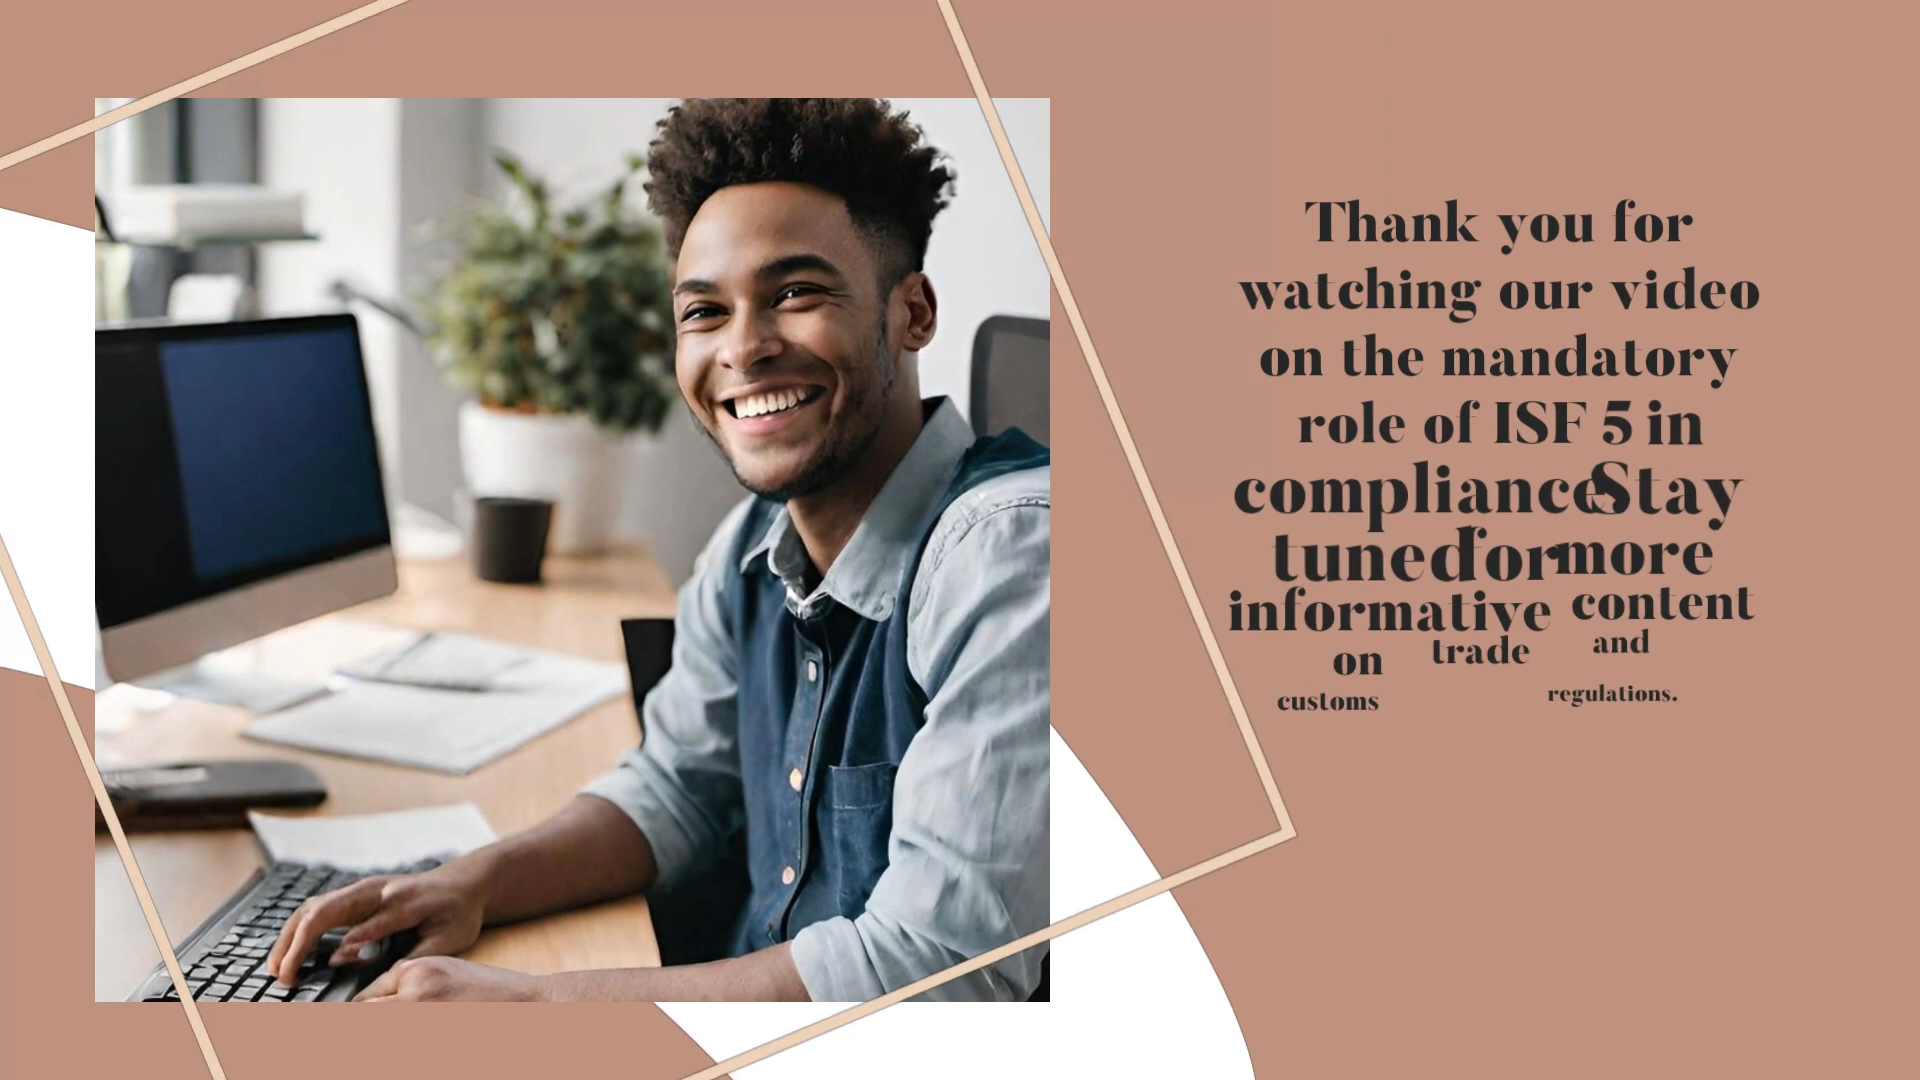 Thank you for
watching our video
on the mandatory
role of ISF 5 in
compliance Stay
tuned for more
informative content
on trade and
customs regulations.